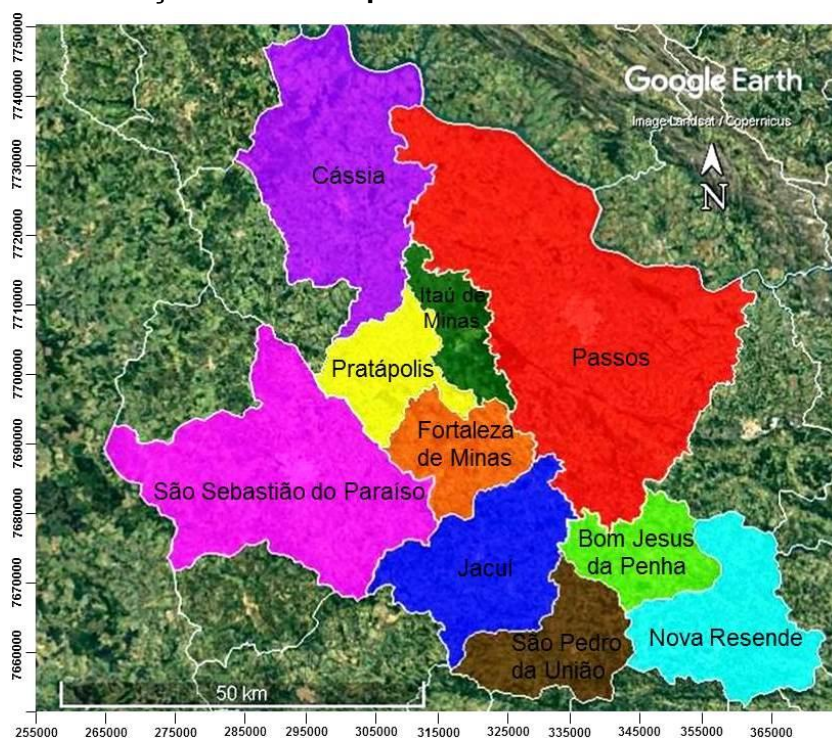 7750000
7740000
7730000
7720000
7710000
7700000
7690000
7680000
7670000
7660000
Google Earth
Image Landsat / Copernicus
N
Cássia
Itaú de
Minas
Pratápolis
Passos
Fortaleza
de Minas
São Sebastião do Paraíso
Bom Jesus
da Penha
Jacuí
São Pedro
da União
Nova Resende
50 km
255000 265000 275000 285000 295000 305000 315000 325000 335000 345000 355000 365000